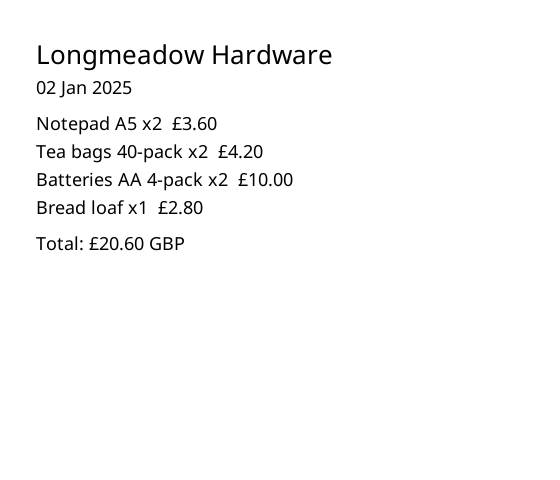 Longmeadow Hardware
02 Jan 2025
Notepad A5 x2 £3.60
Tea bags 40-pack x2 £4.20
Batteries AA 4-pack x2 £10.00
Bread loaf x1 £2.80
Total: £20.60 GBP